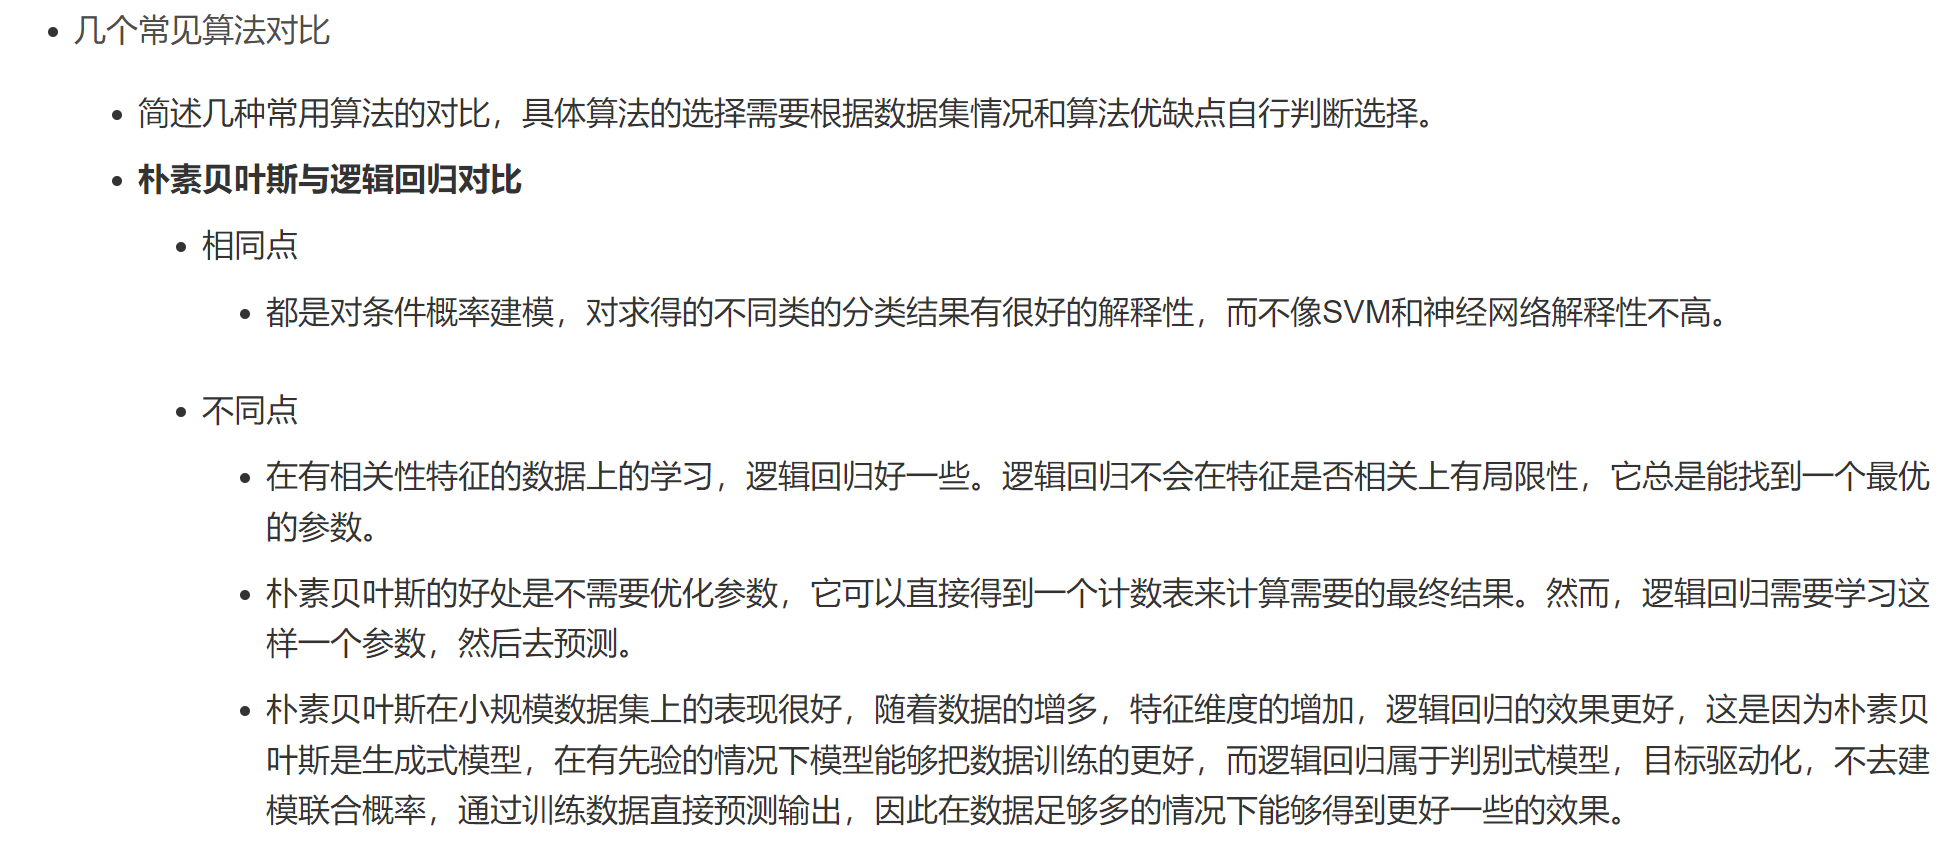 几个常见算法对比
简述几种常用算法的对比，具体算法的选择需要根据数据集情况和算法优缺点自行判断选择。
朴素贝叶斯与逻辑回归对比
相同点
都是对条件概率建模，对求得的不同类的分类结果有很好的解释性，而不像SVM和神经网络解释性不高。
不同点
在有相关性特征的数据上的学习，逻辑回归好一些。逻辑回归不会在特征是否相关上有局限性，它总是能找到一个最优
的参数。
朴素贝叶斯的好处是不需要优化参数，它可以直接得到一个计数表来计算需要的最终结果。然而，逻辑回归需要学习这
样一个参数，然后去预测。
朴素贝叶斯在小规模数据集上的表现很好，随着数据的增多，特征维度的增加，逻辑回归的效果更好，这是因为朴素贝
叶斯是生成式模型，在有先验的情况下模型能够把数据训练的更好，而逻辑回归属于判别式模型，目标驱动化，不去建
模联合概率，通过训练数据直接预测输出，因此在数据足够多的情况下能够得到更好一些的效果。